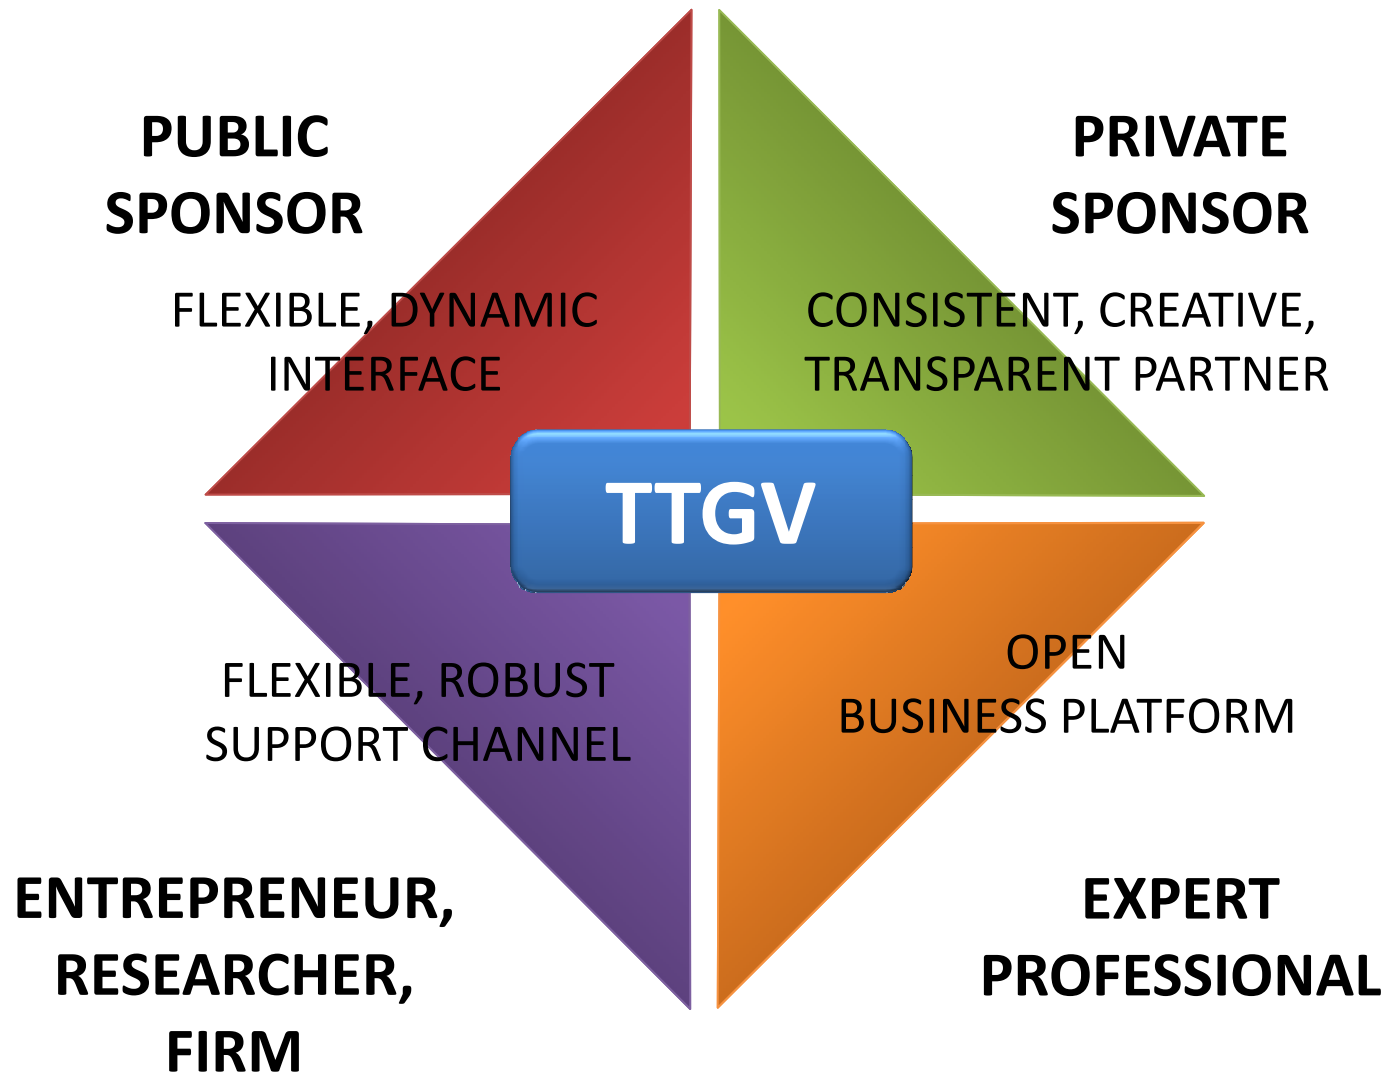 PUBLIC
SPONSOR
FLEXIBLE, DYNAMIC
INTERFACE
PRIVATE
SPONSOR
CONSISTENT, CREATIVE,
TRANSPARENT PARTNER
TTGV
FLEXIBLE, ROBUST
SUPPORT CHANNEL
ENTREPRENEUR,
RESEARCHER,
FIRM
OPEN
BUSINESS PLATFORM
EXPERT
PROFESSIONAL